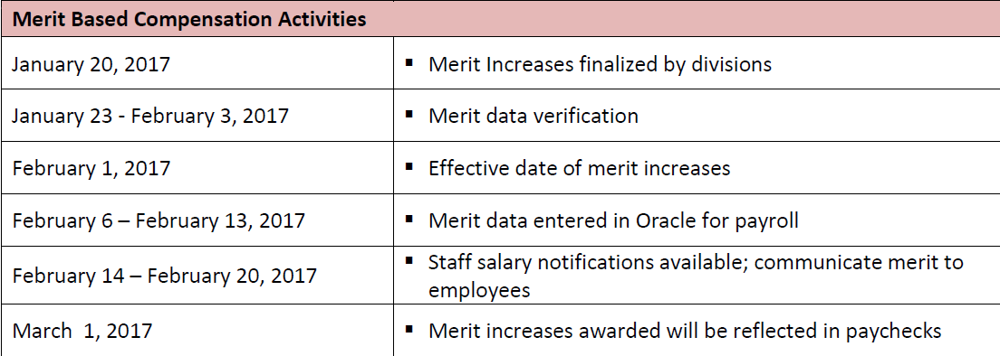 Merit Based Compensation Activities
January 20, 2017
▪ Merit Increases finalized by divisions
January 23 - February 3, 2017
▪ Merit data verification
February 1, 2017
▪ Effective date of merit increases
February 6 – February 13, 2017
▪ Merit data entered in Oracle for payroll
February 14 – February 20, 2017
▪ Staff salary notifications available; communicate merit to
employees
March  1, 2017
▪ Merit increases awarded will be reflected in paychecks